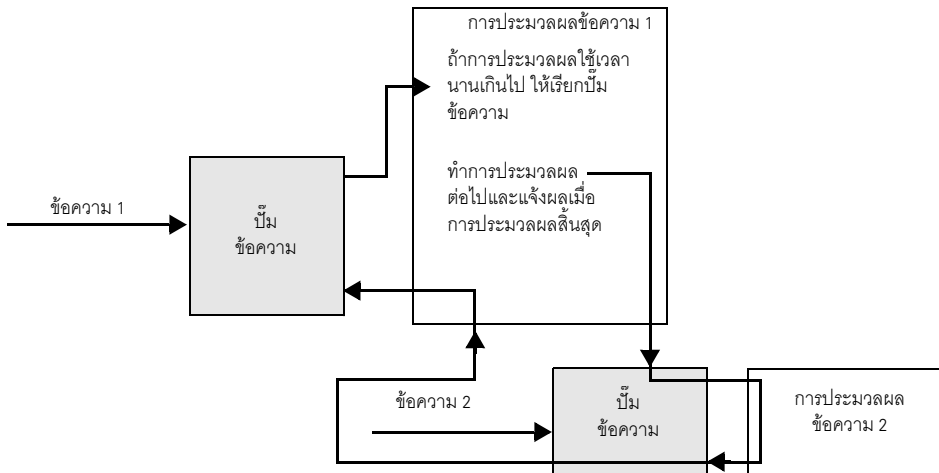 การประมวลผลข้อความ 1
ถ้าการประมวลผลใช้เวลา
นานเกินไป ให้เรียกปั๊ม
ข้อความ
ทำการประมวลผล
ต่อไปและแจ้งผลเมื่อ
การประมวลผลสิ้นสุด
ข้อความ 1
ปั๊ม
ข้อความ
ข้อความ 2
ปั๊ม
ข้อความ
การประมวลผล
ข้อความ 2